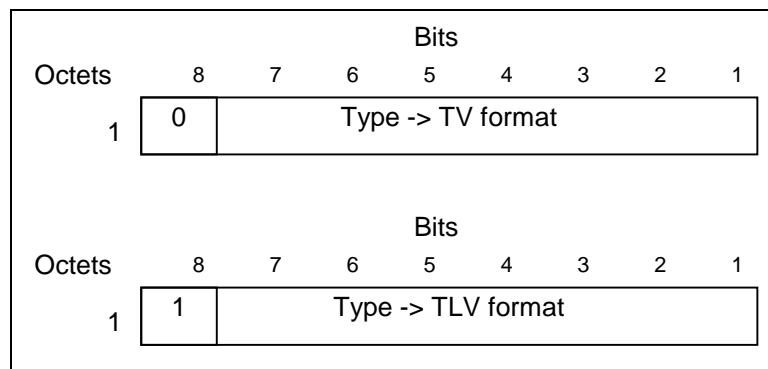 Bits
Octets 8 7 6 5 4 3 2 1
1 0 Type -> TV format
Bits
Octets 8 7 6 5 4 3 2 1
1 1 Type -> TLV format